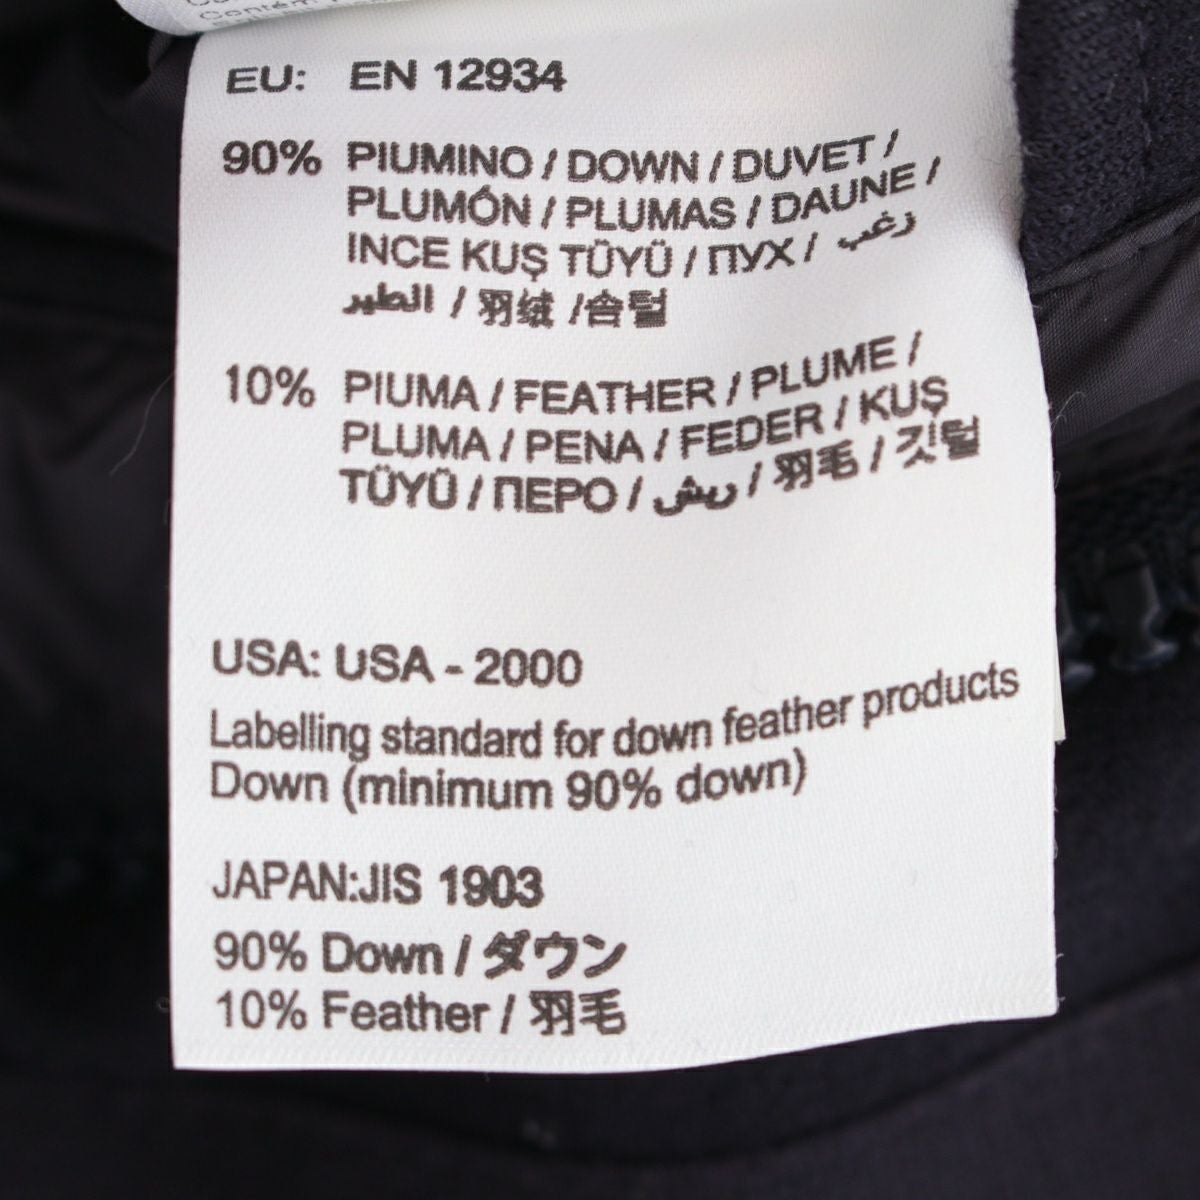 EU: EN 12934
90% PIUMINO / DOWN / DUVET /
PLUMÓN / PLUMAS / DAUNE /
INCE KUŞ TÜYÜ / ПУХ / زغب
الطير / 羽绒 / 솜털
10% PIUMA / FEATHER / PLUME /
PLUMA / PENA / FEDER / KUŞ
TÜYÜ / ПЕРО / ريش / 羽毛 / 깃털
USA: USA - 2000
Labelling standard for down feather products
Down (minimum 90% down)
JAPAN:JIS 1903
90% Down / ダウン
10% Feather / 羽毛